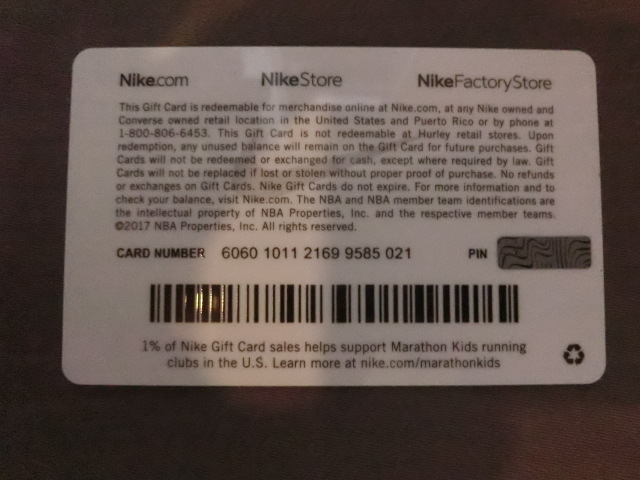 Nike.com NikeStore NikeFactoryStore
This Gift Card is redeemable for merchandise online at Nike.com, at any Nike owned and
Converse owned retail location in the United States and Puerto Rico or by phone at
1-800-806-6453. This Gift Card is not redeemable at Hurley retail stores. Upon
redemption, any unused balance will remain on the Gift Card for future purchases. Gift
Cards will not be redeemed or exchanged for cash, except where required by law. Gift
Cards will not be replaced if lost or stolen without proper proof of purchase. No refunds
or exchanges on Gift Cards. Nike Gift Cards do not expire. For more information and to
check your balance, visit Nike.com. The NBA and NBA member team identifications are
the intellectual property of NBA Properties, Inc. and the respective member teams.
©2017 NBA Properties, Inc. All rights reserved.
CARD NUMBER 6060 1011 2169 9585 021 PIN
1% of Nike Gift Card sales helps support Marathon Kids running
clubs in the U.S. Learn more at nike.com/marathonkids